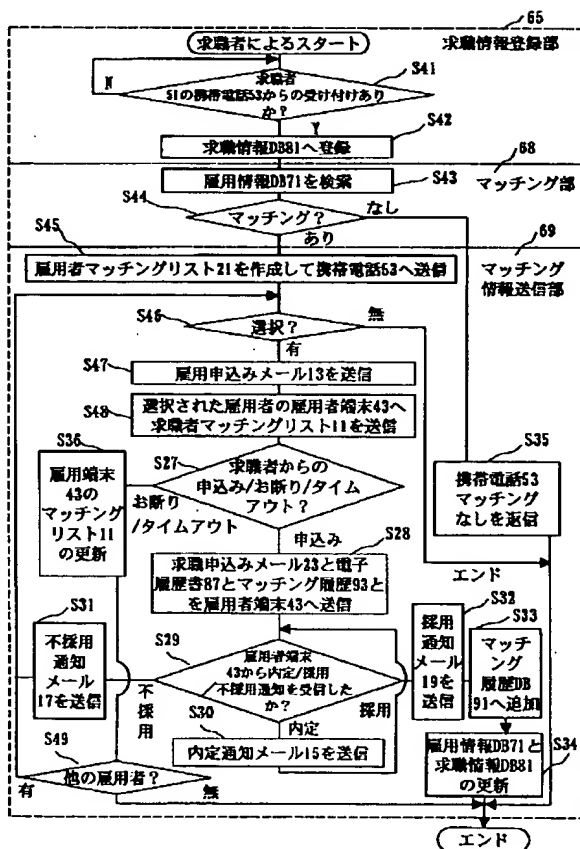 65
求職者によるスタート
求職情報登録部
N
S41
求職者
51の携帯電話53からの受け付けあり
か?
Y
S42
求職情報DB81へ登録
68
雇用情報DB71を検索
S43
マッチング部
S44
マッチング?
なし
あり
S45
69
雇用者マッチングリスト21を作成して携帯電話53へ送信
マッチング
情報送信部
S46
選択?
無
有
S47
雇用申込みメール13を送信
S48
選択された雇用者の雇用者端末43へ
求職者マッチングリスト11を送信
S36
雇用端末
43の
マッチング
リスト11
の更新
S27
求職者からの
申込み/お断り/タイム
アウト?
お断り
/タイムアウト
S35
携帯電話53
マッチング
なしを返信
申込み
S28
求職申込みメール23と電子
履歴書87とマッチング履歴93と
を雇用者端末43へ送信
エンド
S31
不採用
通知
メール
17を送信
S29
雇用者端末
43から内定/採用
不採用通知を受信したか?
不採用
採用
S32
採用
通知
メール
19を
送信
S33
マッチ
ング
履歴DB
91へ追加
S30
内定
内定通知メール15を送信
S49
他の雇用者?
有
無
雇用情報DB71と
求職情報DB81
の更新
S34
エンド